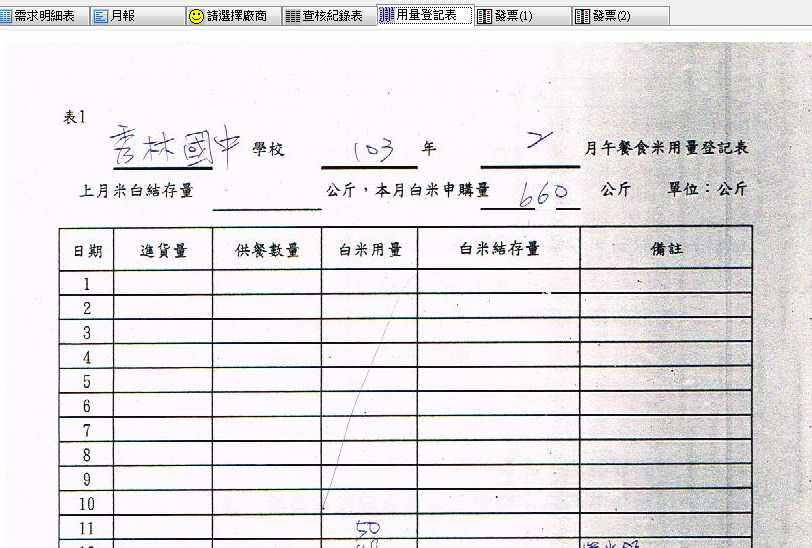 需求明細表 月報 請選擇廠商 查核紀錄表 用量登記表 發票(1) 發票(2)
表1
秀林國中 學校 103 年 2 月午餐食米用量登記表
上月米白結存量 公斤，本月白米申購量 660 公斤 單位：公斤
日期 進貨量 供餐數量 白米用量 白米結存量 備註
1
2
3
4
5
6
7
8
9
10
11 50